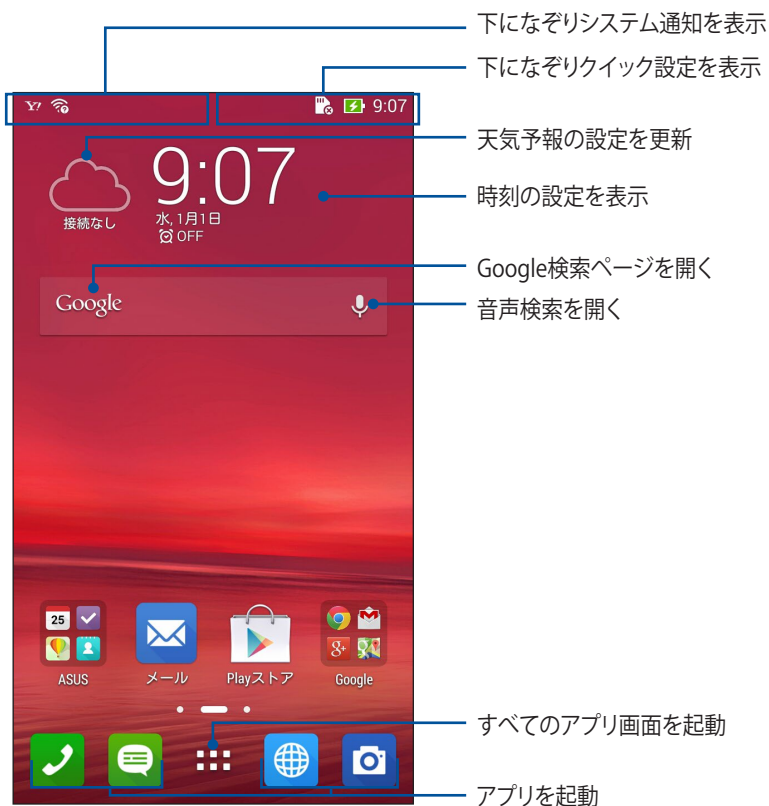 下になぞりシステム通知を表示
下になぞりクイック設定を表示
Y? 9:07
天気予報の設定を更新
9:07
時刻の設定を表示
接続なし
水, 1月1日
OFF
Google検索ページを開く
Google
音声検索を開く
25
8+
ASUS メール Playストア Google
すべてのアプリ画面を起動
アプリを起動